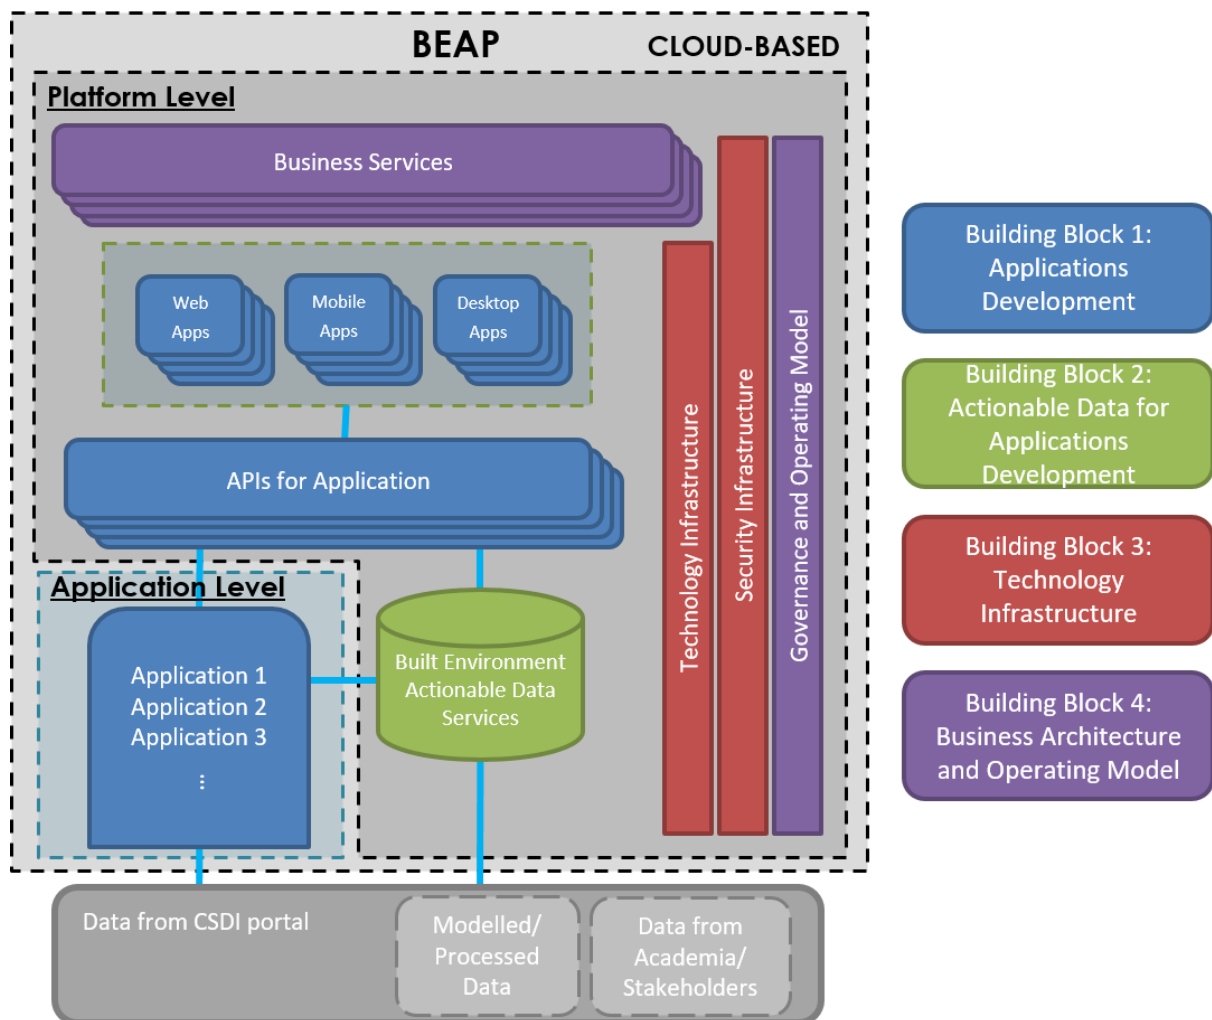 BEAP
CLOUD-BASED
Platform Level
Business Services
Web
Apps
Mobile
Apps
Desktop
Apps
APIs for Application
Technology Infrastructure
Security Infrastructure
Governance and Operating Model
Application Level
Application 1
Application 2
Application 3
...
Built Environment
Actionable Data
Services
Data from CSDI portal
Modelled/
Processed
Data
Data from
Academia/
Stakeholders
Building Block 1:
Applications
Development
Building Block 2:
Actionable Data for
Applications
Development
Building Block 3:
Technology
Infrastructure
Building Block 4:
Business Architecture
and Operating Model